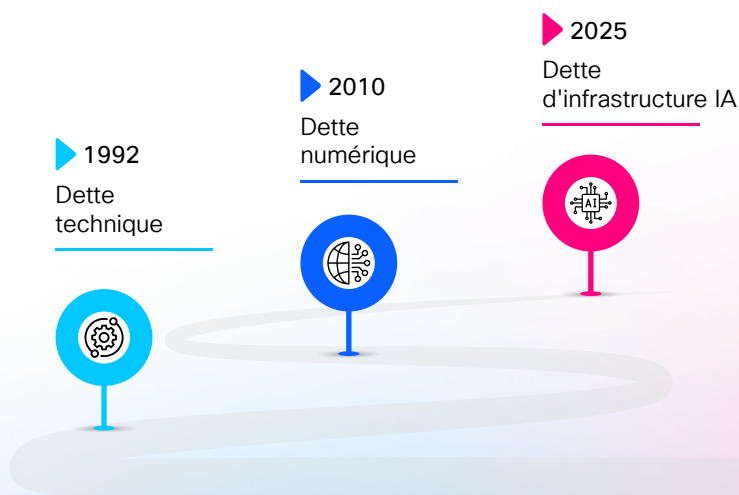 1992
Dette
technique
2010
Dette
numérique
2025
Dette
d'infrastructure IA
AI